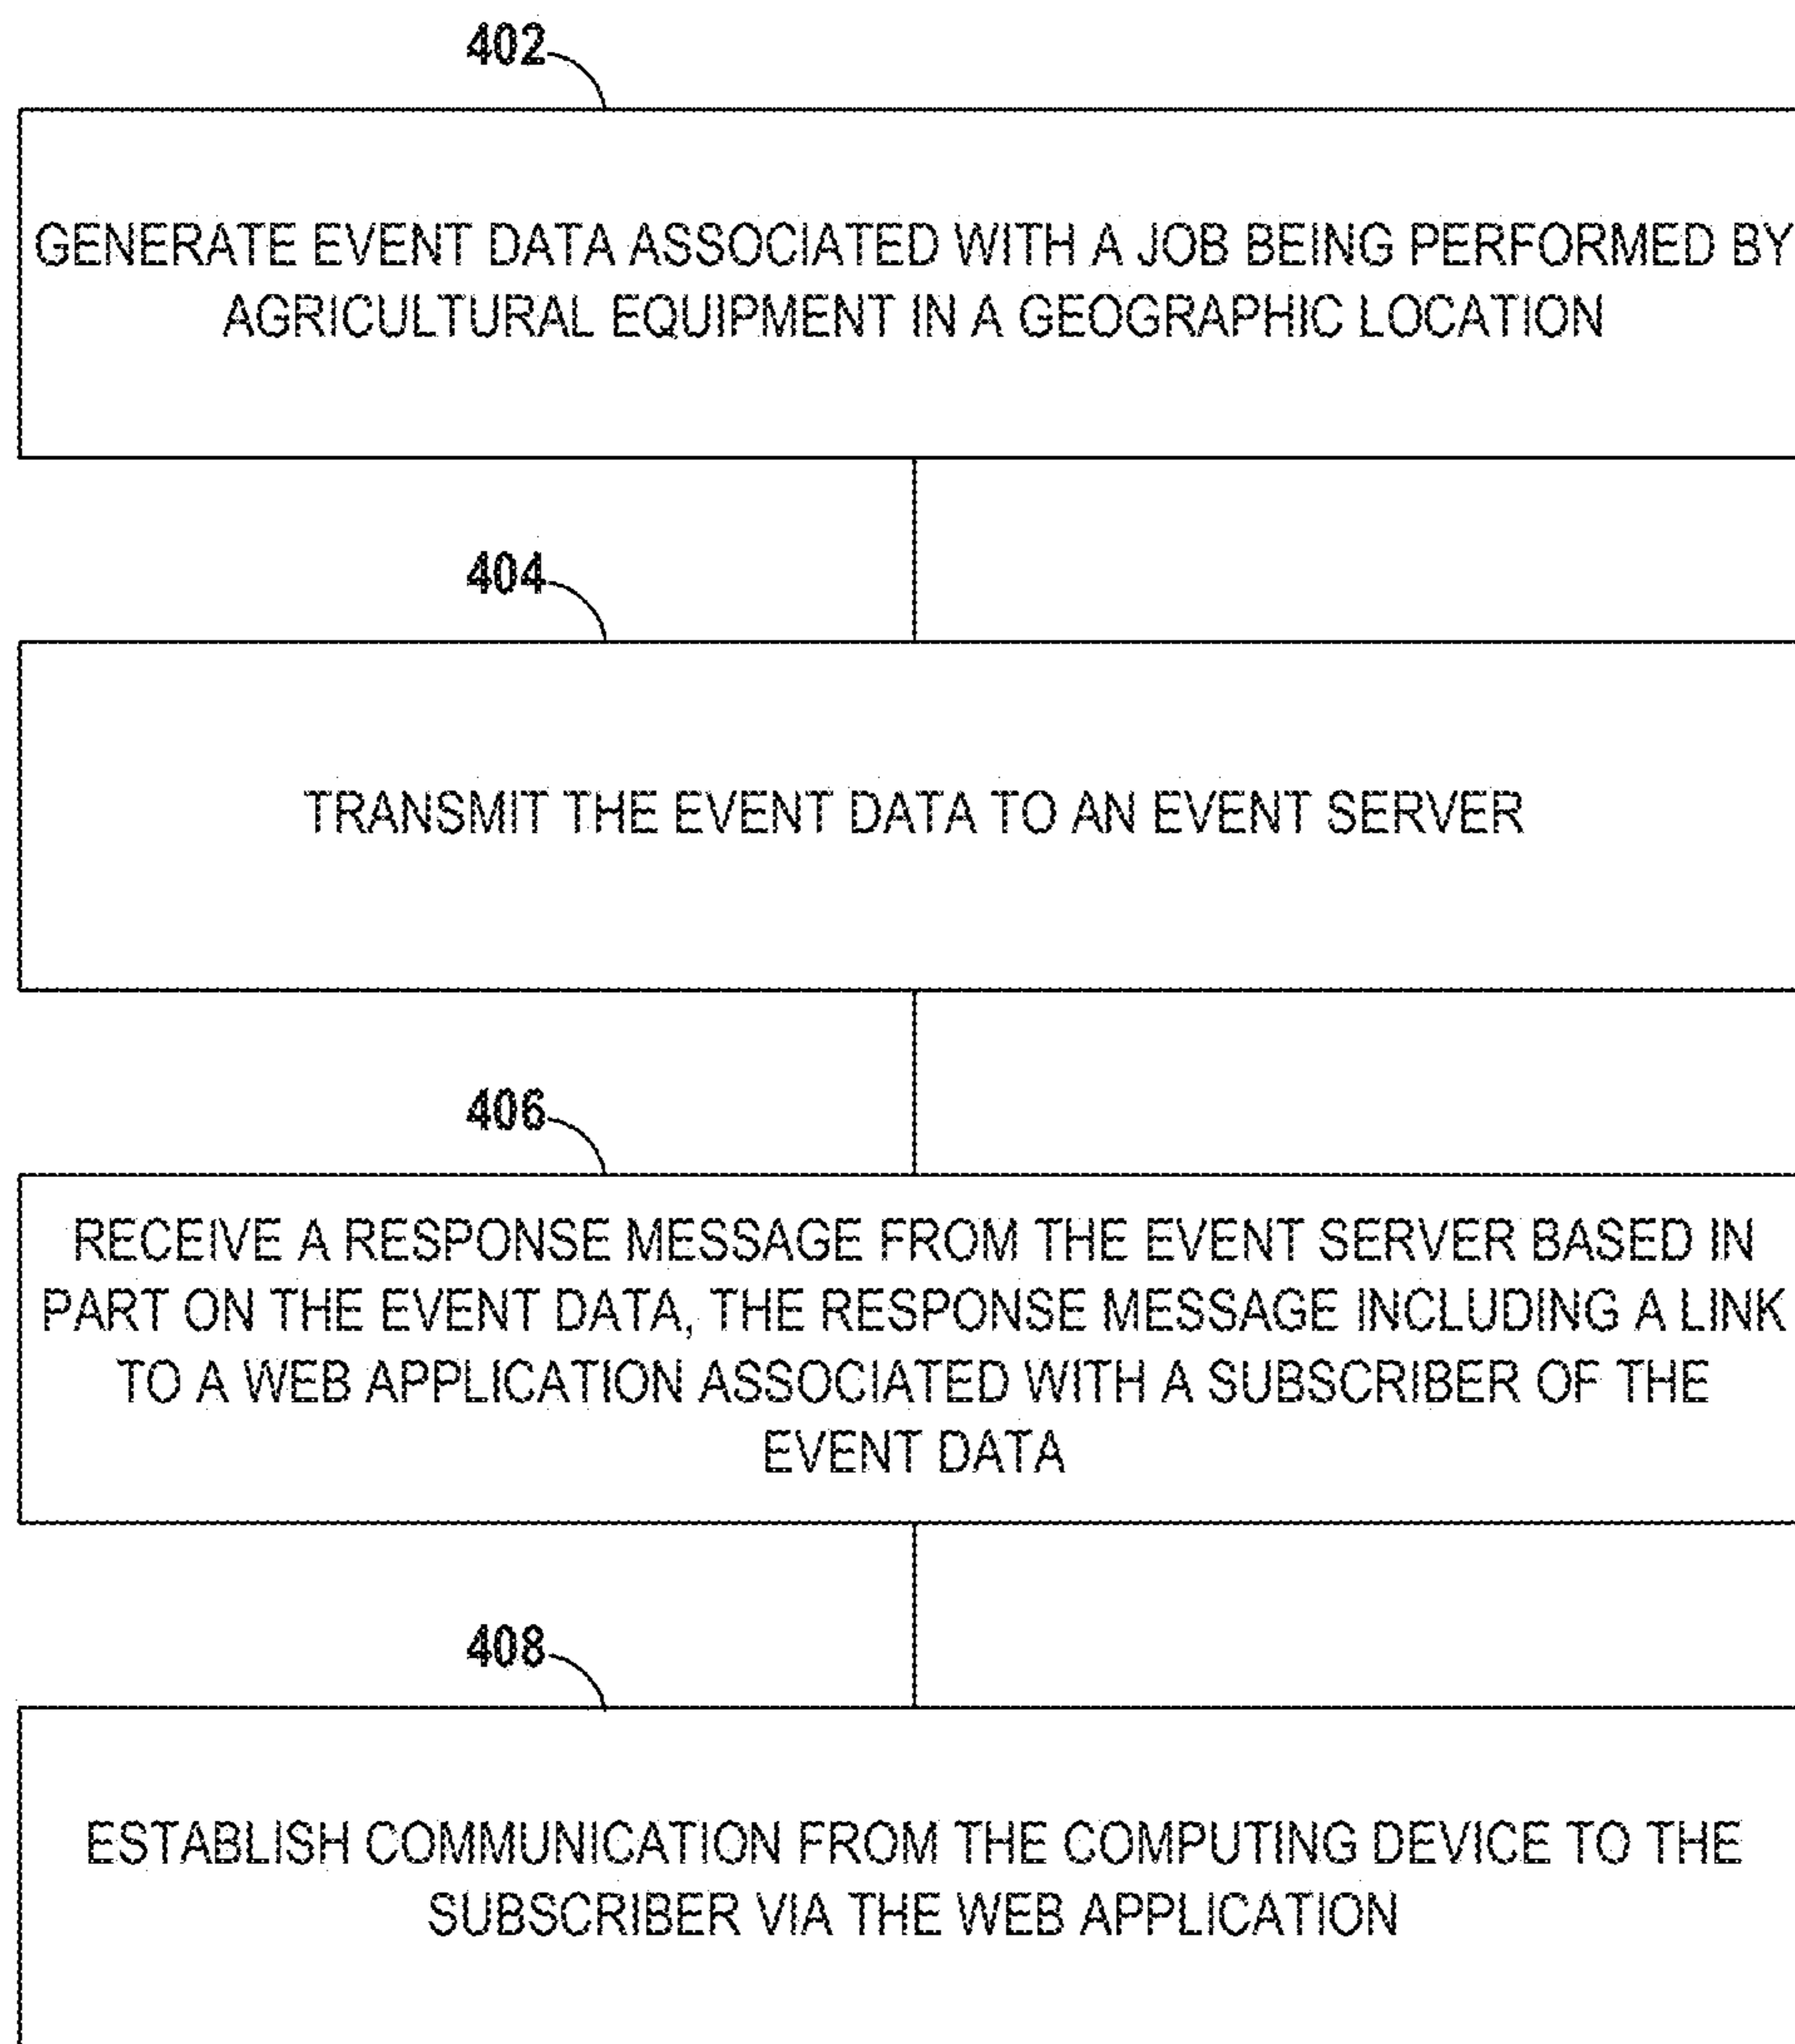 402
GENERATE EVENT DATA ASSOCIATED WITH A JOB BEING PERFORMED BY
AGRICULTURAL EQUIPMENT IN A GEOGRAPHIC LOCATION
404
TRANSMIT THE EVENT DATA TO AN EVENT SERVER
406
RECEIVE A RESPONSE MESSAGE FROM THE EVENT SERVER BASED IN
PART ON THE EVENT DATA, THE RESPONSE MESSAGE INCLUDING A LINK
TO A WEB APPLICATION ASSOCIATED WITH A SUBSCRIBER OF THE
EVENT DATA
408
ESTABLISH COMMUNICATION FROM THE COMPUTING DEVICE TO THE
SUBSCRIBER VIA THE WEB APPLICATION